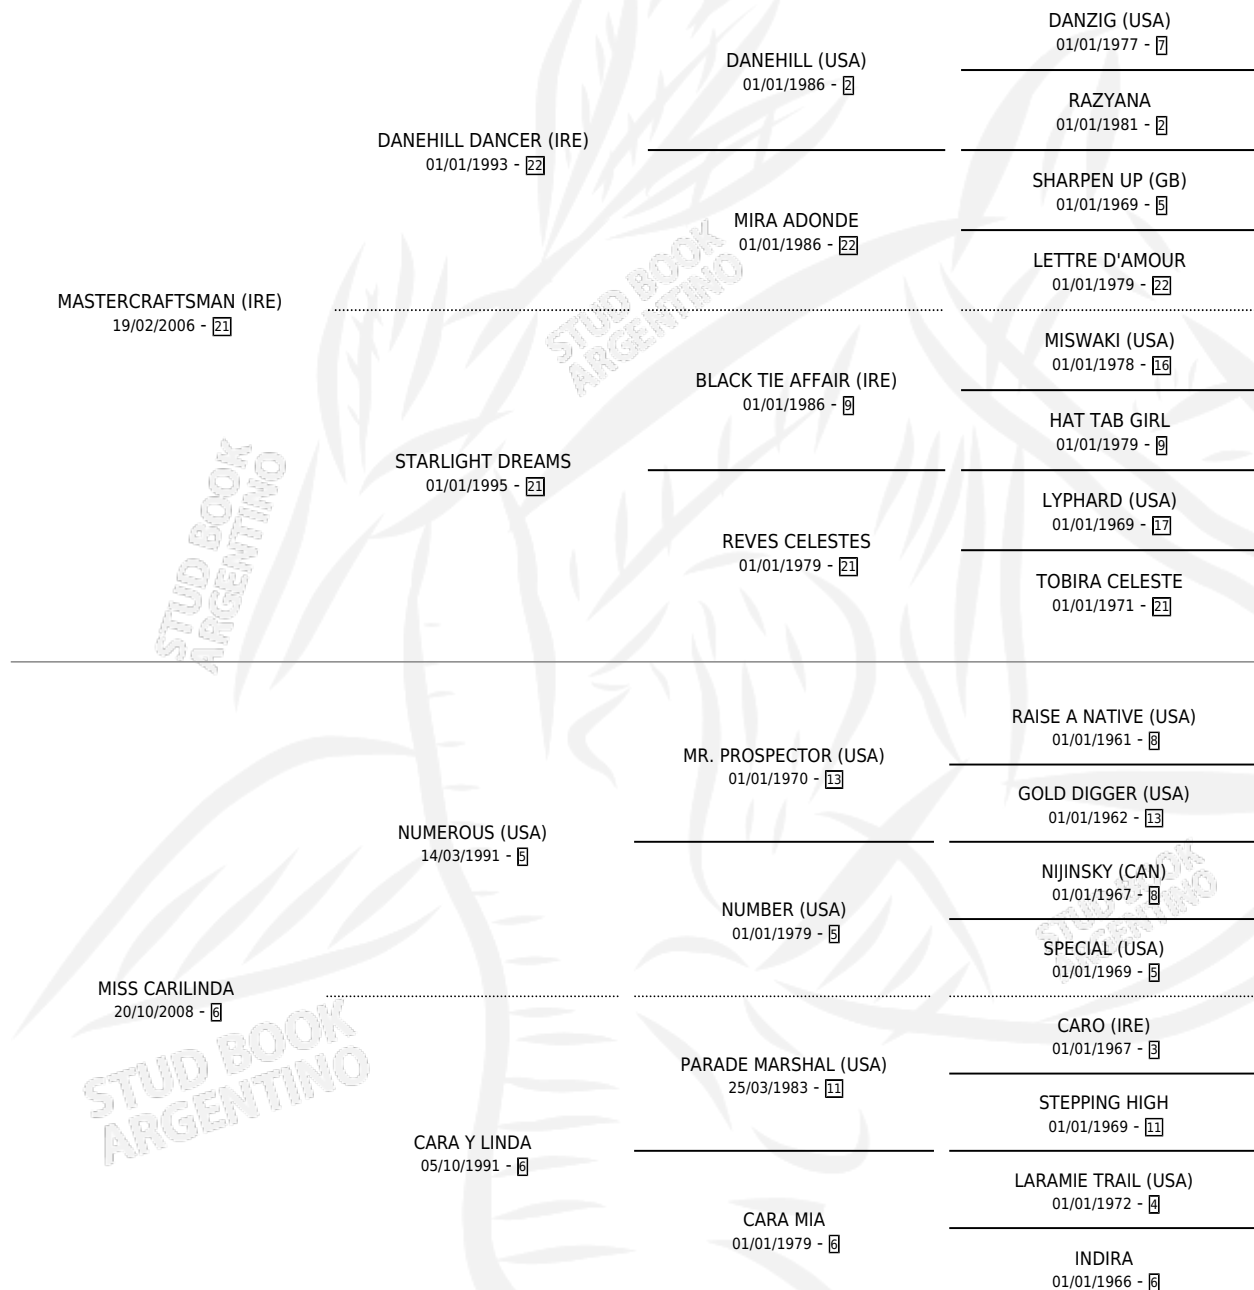 DANZIG (USA)
01/01/1977 - 7
DANEHILL (USA)
01/01/1986 - 2
RAZYANA
01/01/1981 - 2
DANEHILL DANCER (IRE)
01/01/1993 - 22
SHARPEN UP (GB)
01/01/1969 - 5
MIRA ADONDE
01/01/1986 - 22
LETTRE D'AMOUR
01/01/1979 - 22
MASTERCRAFTSMAN (IRE)
19/02/2006 - 21
MISWAKI (USA)
01/01/1978 - 16
BLACK TIE AFFAIR (IRE)
01/01/1986 - 9
HAT TAB GIRL
01/01/1979 - 9
STARLIGHT DREAMS
01/01/1995 - 21
LYPHARD (USA)
01/01/1969 - 17
REVES CELESTES
01/01/1979 - 21
TOBIRA CELESTE
01/01/1971 - 21
STUD BOOK
ARGENTINO
STUD BOOK
ARGENTINO
RAISE A NATIVE (USA)
01/01/1961 - 8
MR. PROSPECTOR (USA)
01/01/1970 - 13
GOLD DIGGER (USA)
01/01/1962 - 13
NUMEROUS (USA)
14/03/1991 - 5
NIJINSKY (CAN)
01/01/1967 - 8
NUMBER (USA)
01/01/1979 - 5
SPECIAL (USA)
01/01/1969 - 5
MISS CARILINDA
20/10/2008 - 6
CARO (IRE)
01/01/1967 - 3
PARADE MARSHAL (USA)
25/03/1983 - 11
STEPPING HIGH
01/01/1969 - 11
CARA Y LINDA
05/10/1991 - 6
LARAMIE TRAIL (USA)
01/01/1972 - 4
CARA MIA
01/01/1979 - 6
INDIRA
01/01/1966 - 6
STUD BOOK
ARGENTINO
STUD BOOK
ARGENTINO